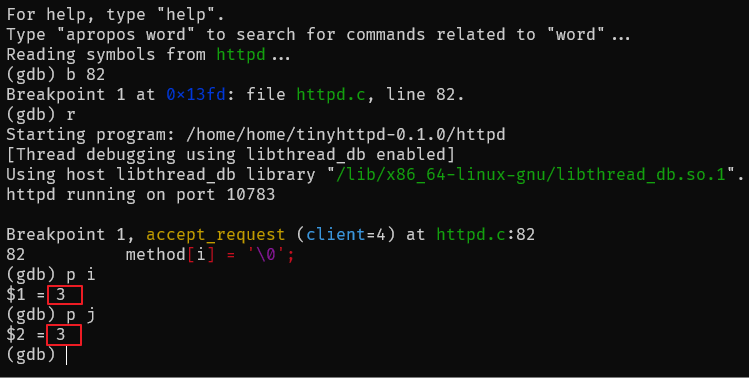 For help, type "help".
Type "apropos word" to search for commands related to "word"...
Reading symbols from httpd...
(gdb) b 82
Breakpoint 1 at 0×13fd: file httpd.c, line 82.
(gdb) r
Starting program: /home/home/tinyhttpd-0.1.0/httpd
[Thread debugging using libthread_db enabled]
Using host libthread_db library "/lib/x86_64-linux-gnu/libthread_db.so.1".
httpd running on port 10783
Breakpoint 1, accept_request (client=4) at httpd.c:82
82 method[i] = '\0';
(gdb) p i
$1 = 3
(gdb) p j
$2 = 3
(gdb)